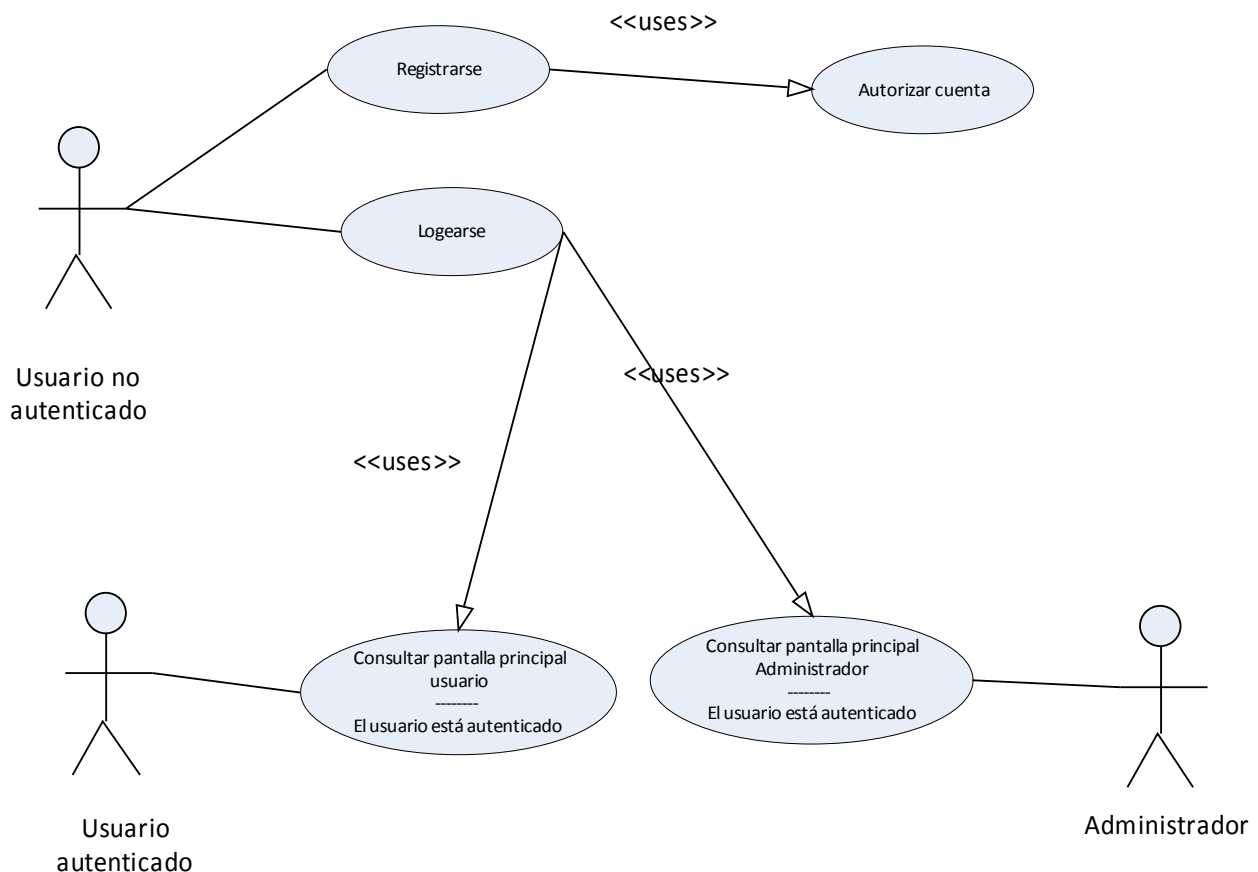 <<uses>>
Registrarse
Autorizar cuenta
Logearse
Usuario no
autenticado
<<uses>>
<<uses>>
Consultar pantalla principal
usuario
--------
El usuario está autenticado
Consultar pantalla principal
Administrador
--------
El usuario está autenticado
Usuario
autenticado
Administrador